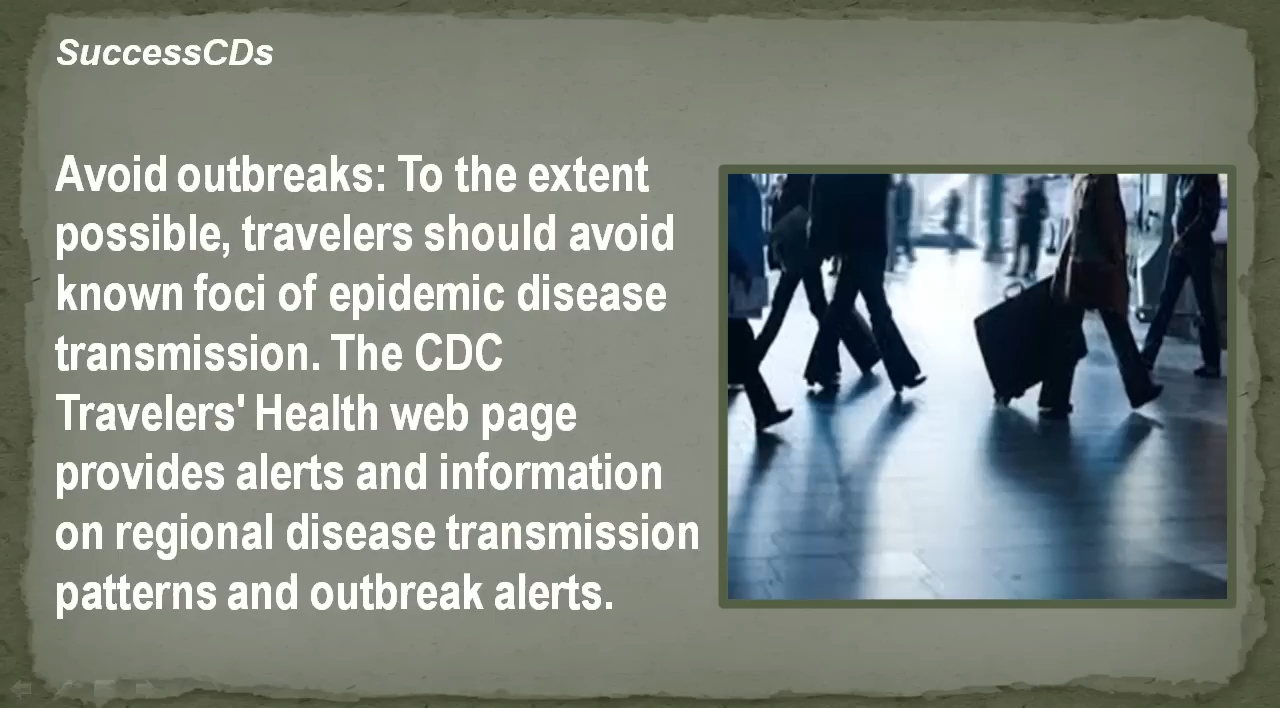 SuccessCDs
Avoid outbreaks: To the extent
possible, travelers should avoid
known foci of epidemic disease
transmission. The CDC
Travelers' Health web page
provides alerts and information
on regional disease transmission
patterns and outbreak alerts.